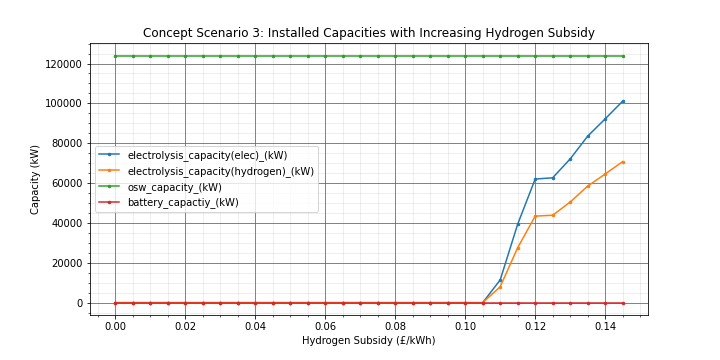 Concept Scenario 3: Installed Capacities with Increasing Hydrogen Subsidy
120000
100000
80000
60000
40000
20000
0
Capacity (kW)
electrolysis_capacity(elec)_(kW)
electrolysis_capacity(hydrogen)_(kW)
osw_capacity_(kW)
battery_capactiy_(kW)
0.00 0.02 0.04 0.06 0.08 0.10 0.12 0.14
Hydrogen Subsidy (£/kWh)